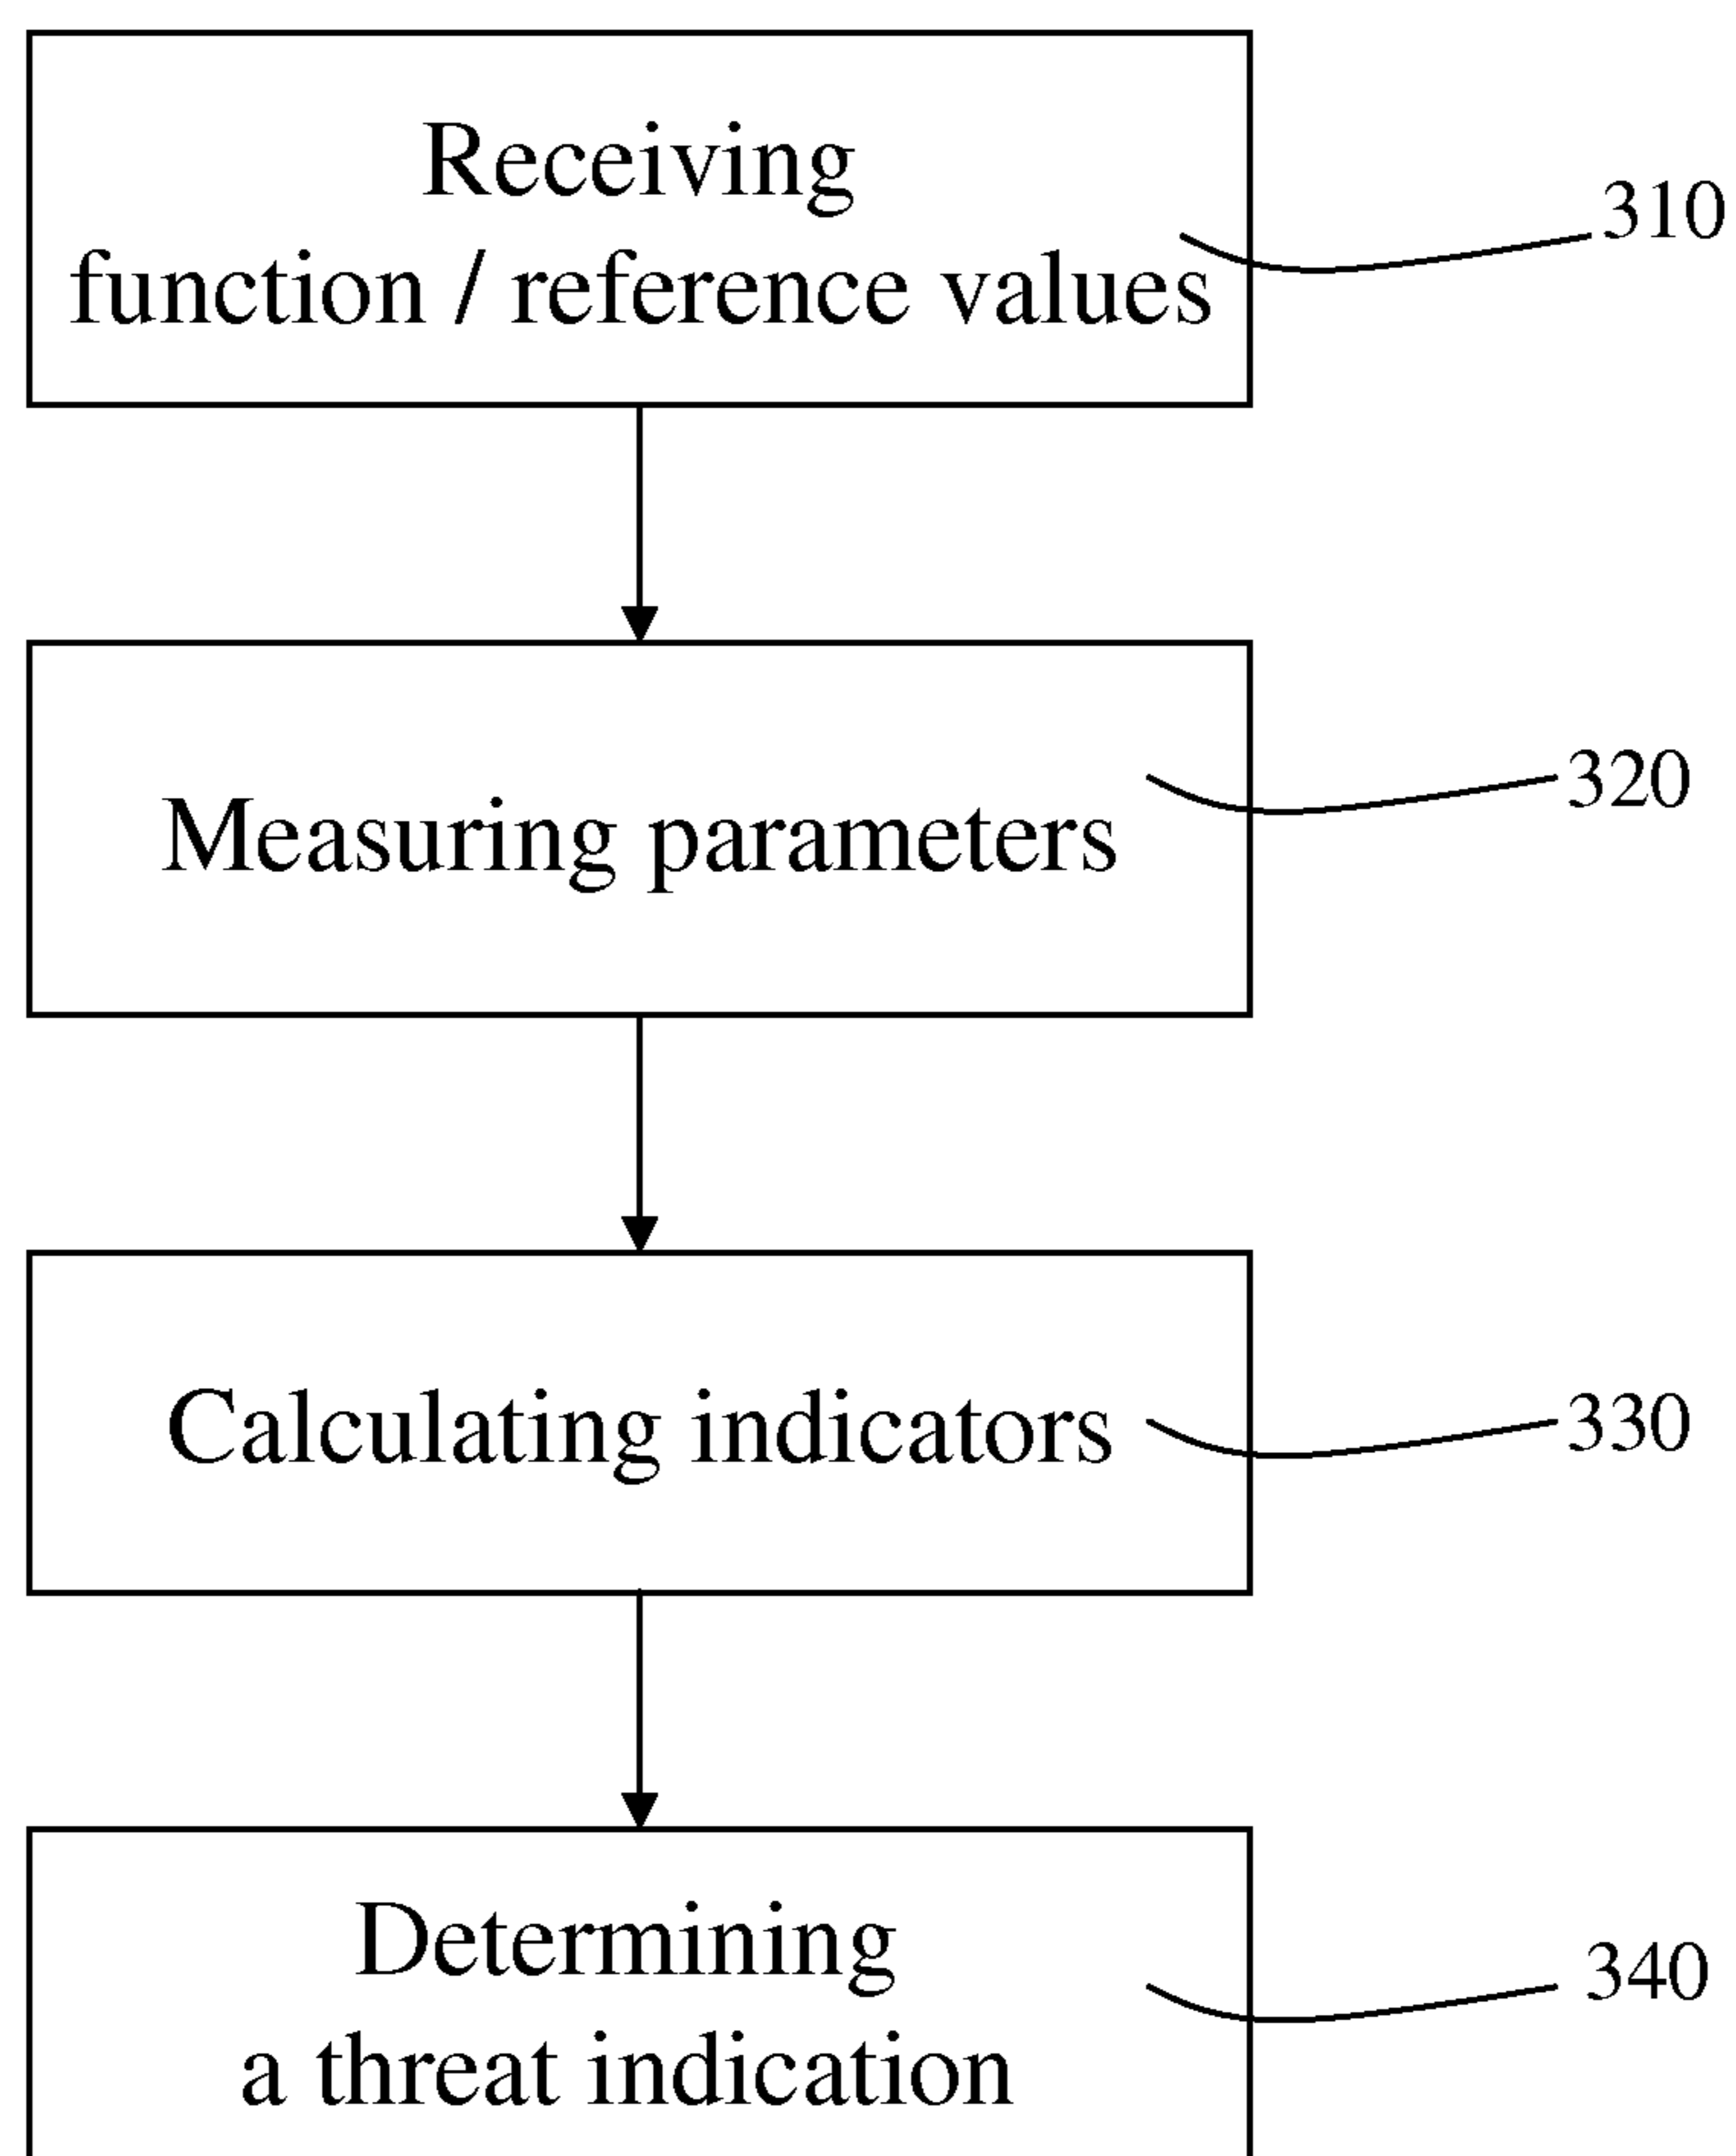 Receiving
function / reference values
310
Measuring parameters
320
Calculating indicators
330
Determining
a threat indication
340